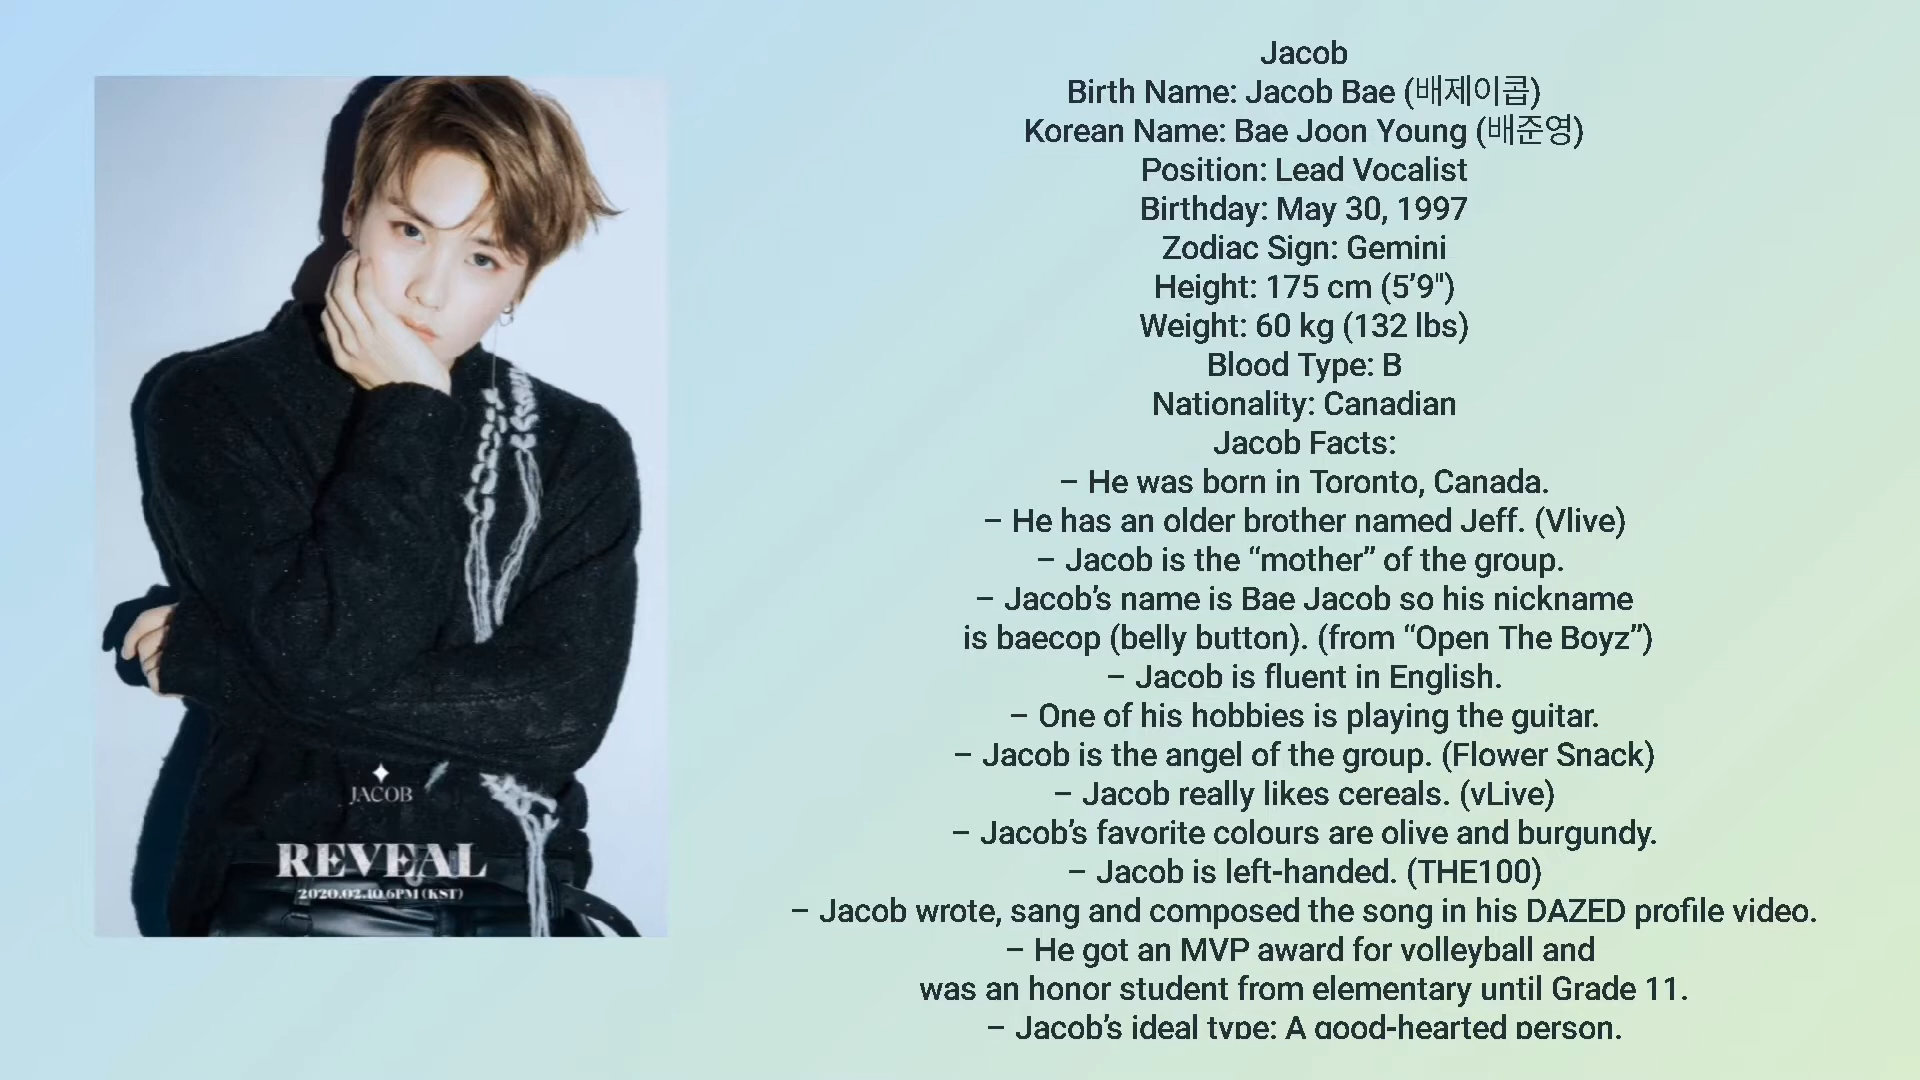 JACOB
REVEAL
2020.02.10 6PM (KST)
Jacob
Birth Name: Jacob Bae (배제이콥)
Korean Name: Bae Joon Young (배준영)
Position: Lead Vocalist
Birthday: May 30, 1997
Zodiac Sign: Gemini
Height: 175 cm (5’9")
Weight: 60 kg (132 lbs)
Blood Type: B
Nationality: Canadian
Jacob Facts:
– He was born in Toronto, Canada.
– He has an older brother named Jeff. (Vlive)
– Jacob is the “mother” of the group.
– Jacob’s name is Bae Jacob so his nickname
is baecop (belly button). (from “Open The Boyz”)
– Jacob is fluent in English.
– One of his hobbies is playing the guitar.
– Jacob is the angel of the group. (Flower Snack)
– Jacob really likes cereals. (vLive)
– Jacob’s favorite colours are olive and burgundy.
– Jacob is left-handed. (THE100)
– Jacob wrote, sang and composed the song in his DAZED profile video.
– He got an MVP award for volleyball and
was an honor student from elementary until Grade 11.
– Jacob’s ideal type: A good-hearted person.